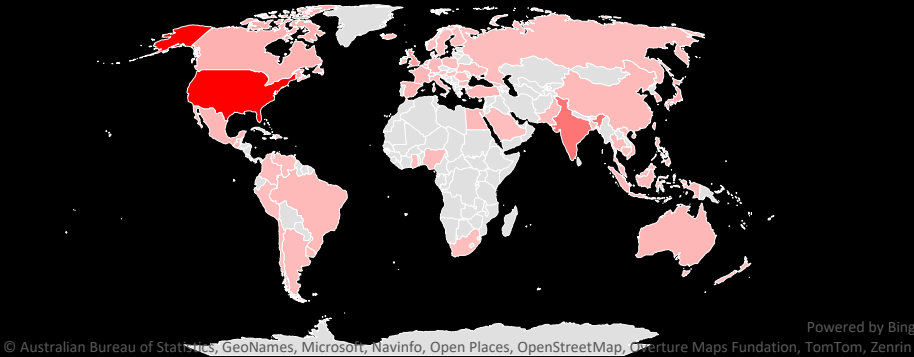 Powered by Bing
© Australian Bureau of Statistics, GeoNames, Microsoft, Navinfo, Open Places, OpenStreetMap, Overture Maps Fundation, TomTom, Zenrin